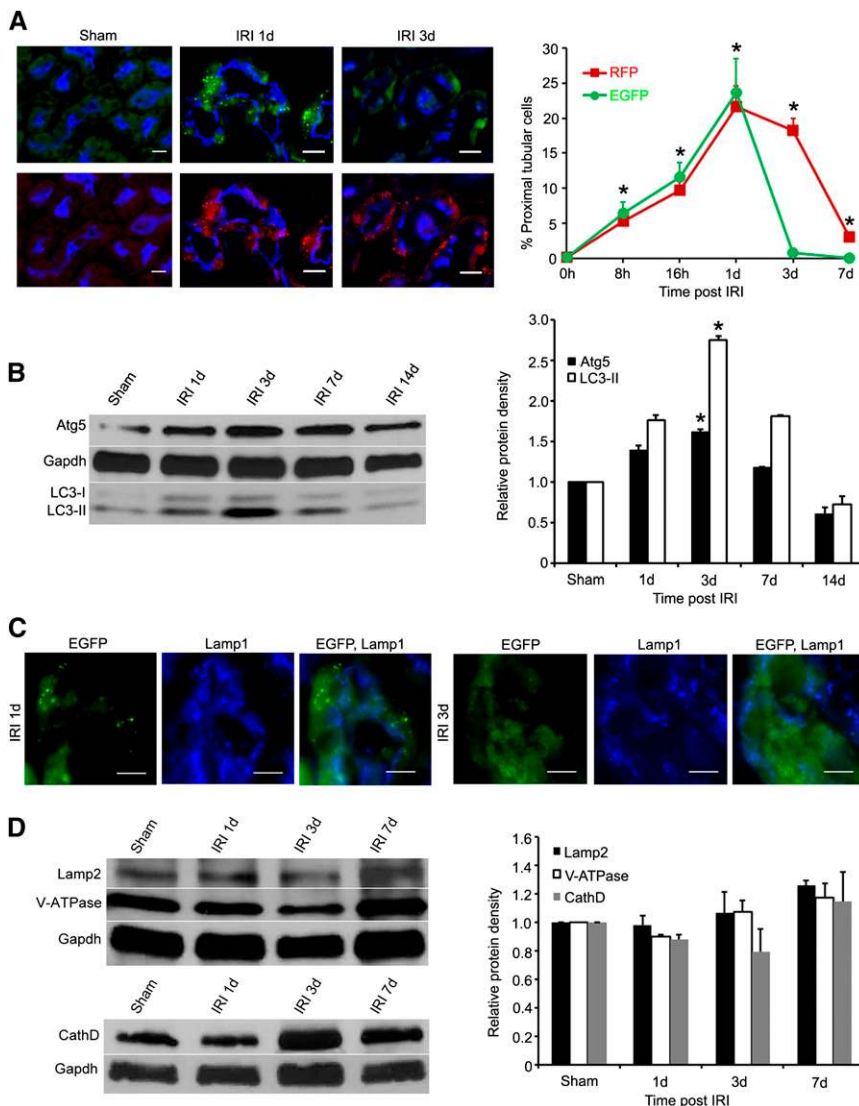 A
Sham
IRI 1d
IRI 3d
30
25
20
15
10
5
0
% Proximal tubular cells
RFP
EGFP
*
*
*
*
*
0h
8h
16h
1d
3d
7d
Time post IRI
B
Sham
IRI 1d
IRI 3d
IRI 7d
IRI 14d
Atg5
Gapdh
LC3-I
LC3-II
3.0
2.5
2.0
1.5
1.0
0.5
0
Relative protein density
Atg5
LC3-II
*
*
Sham
1d
3d
7d
14d
Time post IRI
C
EGFP
Lamp1
EGFP, Lamp1
IRI 1d
EGFP
Lamp1
EGFP, Lamp1
IRI 3d
D
Sham
IRI 1d
IRI 3d
IRI 7d
Lamp2
V-ATPase
Gapdh
Sham
IRI 1d
IRI 3d
IRI 7d
CathD
Gapdh
1.6
1.4
1.2
1.0
0.8
0.6
0.4
0.2
0
Relative protein density
Lamp2
V-ATPase
CathD
Sham
1d
3d
7d
Time post IRI